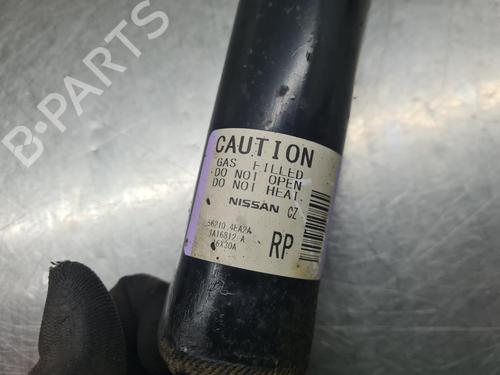 B-PARTS
CAUTION
GAS FILLED
DO NOT OPEN
DO NOT HEAT.
NISSAN CZ
56210 4EA2A
RP